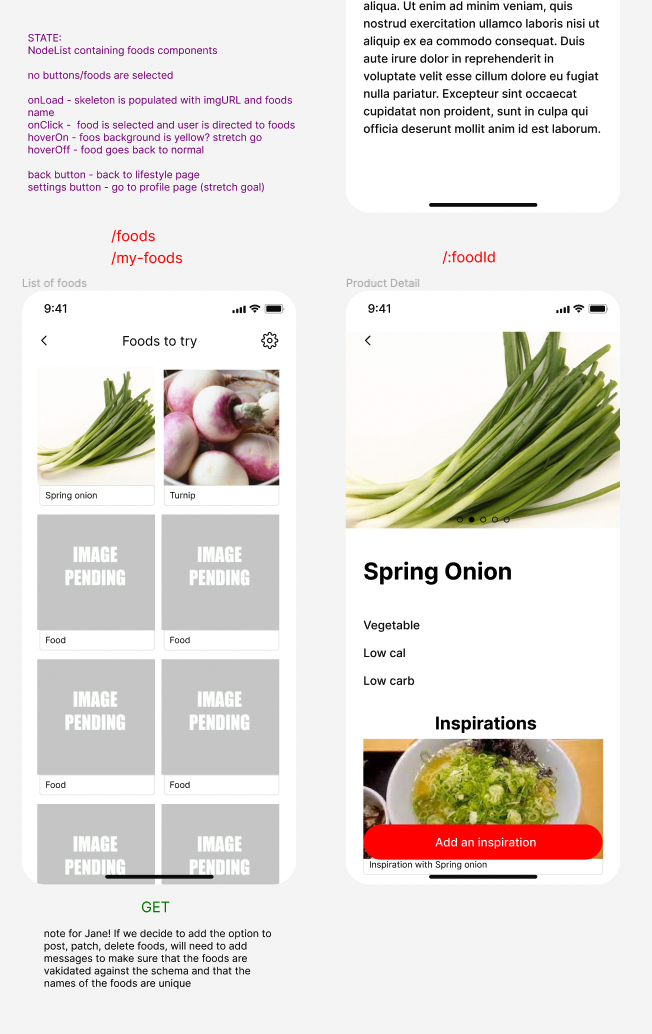 STATE:
NodeList containing foods components
no buttons/foods are selected
onLoad - skeleton is populated with imgURL and foods
name
onClick -  food is selected and user is directed to foods
hoverOn - foos background is yellow? stretch go
hoverOff - food goes back to normal
back button - back to lifestyle page
settings button - go to profile page (stretch goal)
aliqua. Ut enim ad minim veniam, quis
nostrud exercitation ullamco laboris nisi ut
aliquip ex ea commodo consequat. Duis
aute irure dolor in reprehenderit in
voluptate velit esse cillum dolore eu fugiat
nulla pariatur. Excepteur sint occaecat
cupidatat non proident, sunt in culpa qui
officia deserunt mollit anim id est laborum.
/foods
/my-foods
List of foods
9:41
Foods to try
Spring onion
Turnip
IMAGE
PENDING
IMAGE
PENDING
Food
Food
IMAGE
PENDING
IMAGE
PENDING
Food
Food
IMAGE
PENDING
IMAGE
PENDING
GET
note for Jane! If we decide to add the option to
post, patch, delete foods, will need to add
messages to make sure that the foods are
vakidated against the schema and that the
names of the foods are unique
/:foodId
Product Detail
9:41
Spring Onion
Vegetable
Low cal
Low carb
Inspirations
Add an inspiration
Inspiration with Spring onion